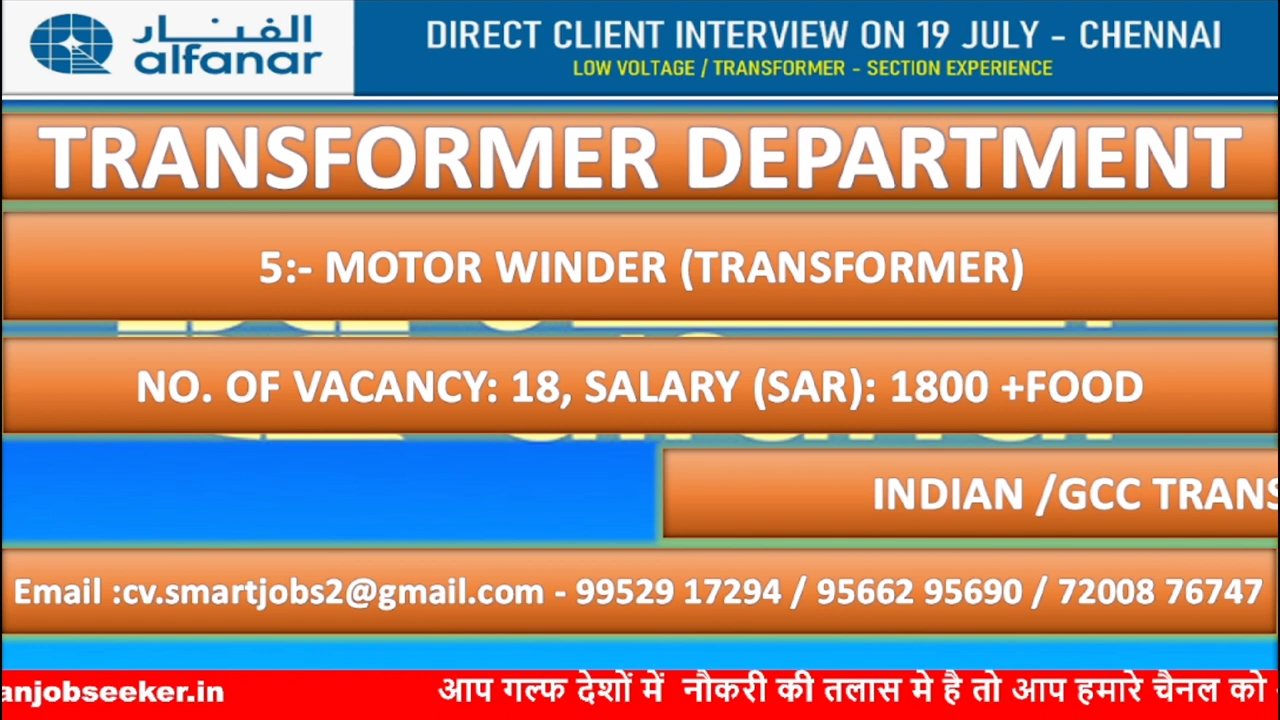 الفنار
alfanar
DIRECT CLIENT INTERVIEW ON 19 JULY - CHENNAI
LOW VOLTAGE / TRANSFORMER - SECTION EXPERIENCE
TRANSFORMER DEPARTMENT
5:- MOTOR WINDER (TRANSFORMER)
NO. OF VACANCY: 18, SALARY (SAR): 1800 +FOOD
INDIAN /GCC TRANS
Email :cv.smartjobs2@gmail.com - 99529 17294 / 95662 95690 / 72008 76747
anjobseeker.in आप गल्फ देशों में नौकरी की तलास मे है तो आप हमारे चैनल को